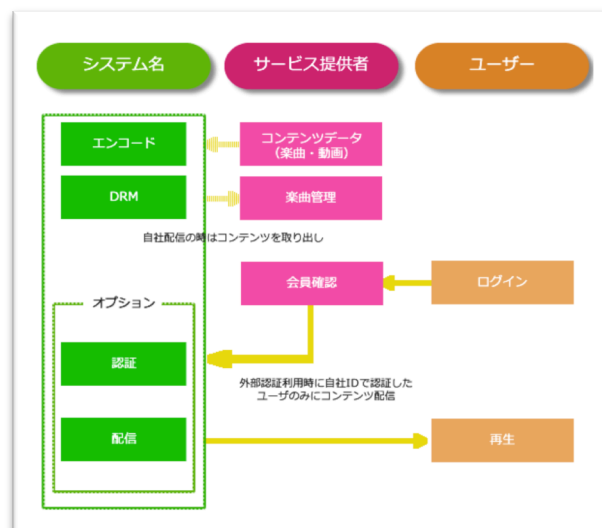 システム名
サービス提供者
ユーザー
エンコード
コンテンツデータ
(楽曲・動画)
DRM
楽曲管理
自社配信の時はコンテンツを取り出し
会員確認
ログイン
オプション
認証
外部認証利用時に自社IDで認証した
ユーザのみにコンテンツ配信
配信
再生